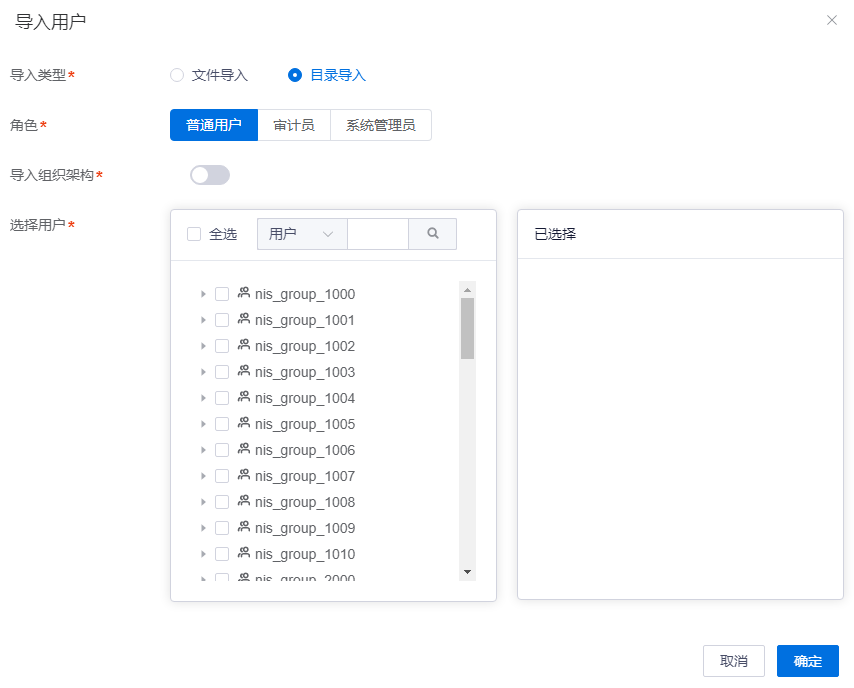 导入用户
导入类型*
文件导入
目录导入
角色*
普通用户
审计员
系统管理员
导入组织架构*
选择用户*
全选
用户
已选择
nis_group_1000
nis_group_1001
nis_group_1002
nis_group_1003
nis_group_1004
nis_group_1005
nis_group_1006
nis_group_1007
nis_group_1008
nis_group_1009
nis_group_1010
nis_group_2000
取消
确定